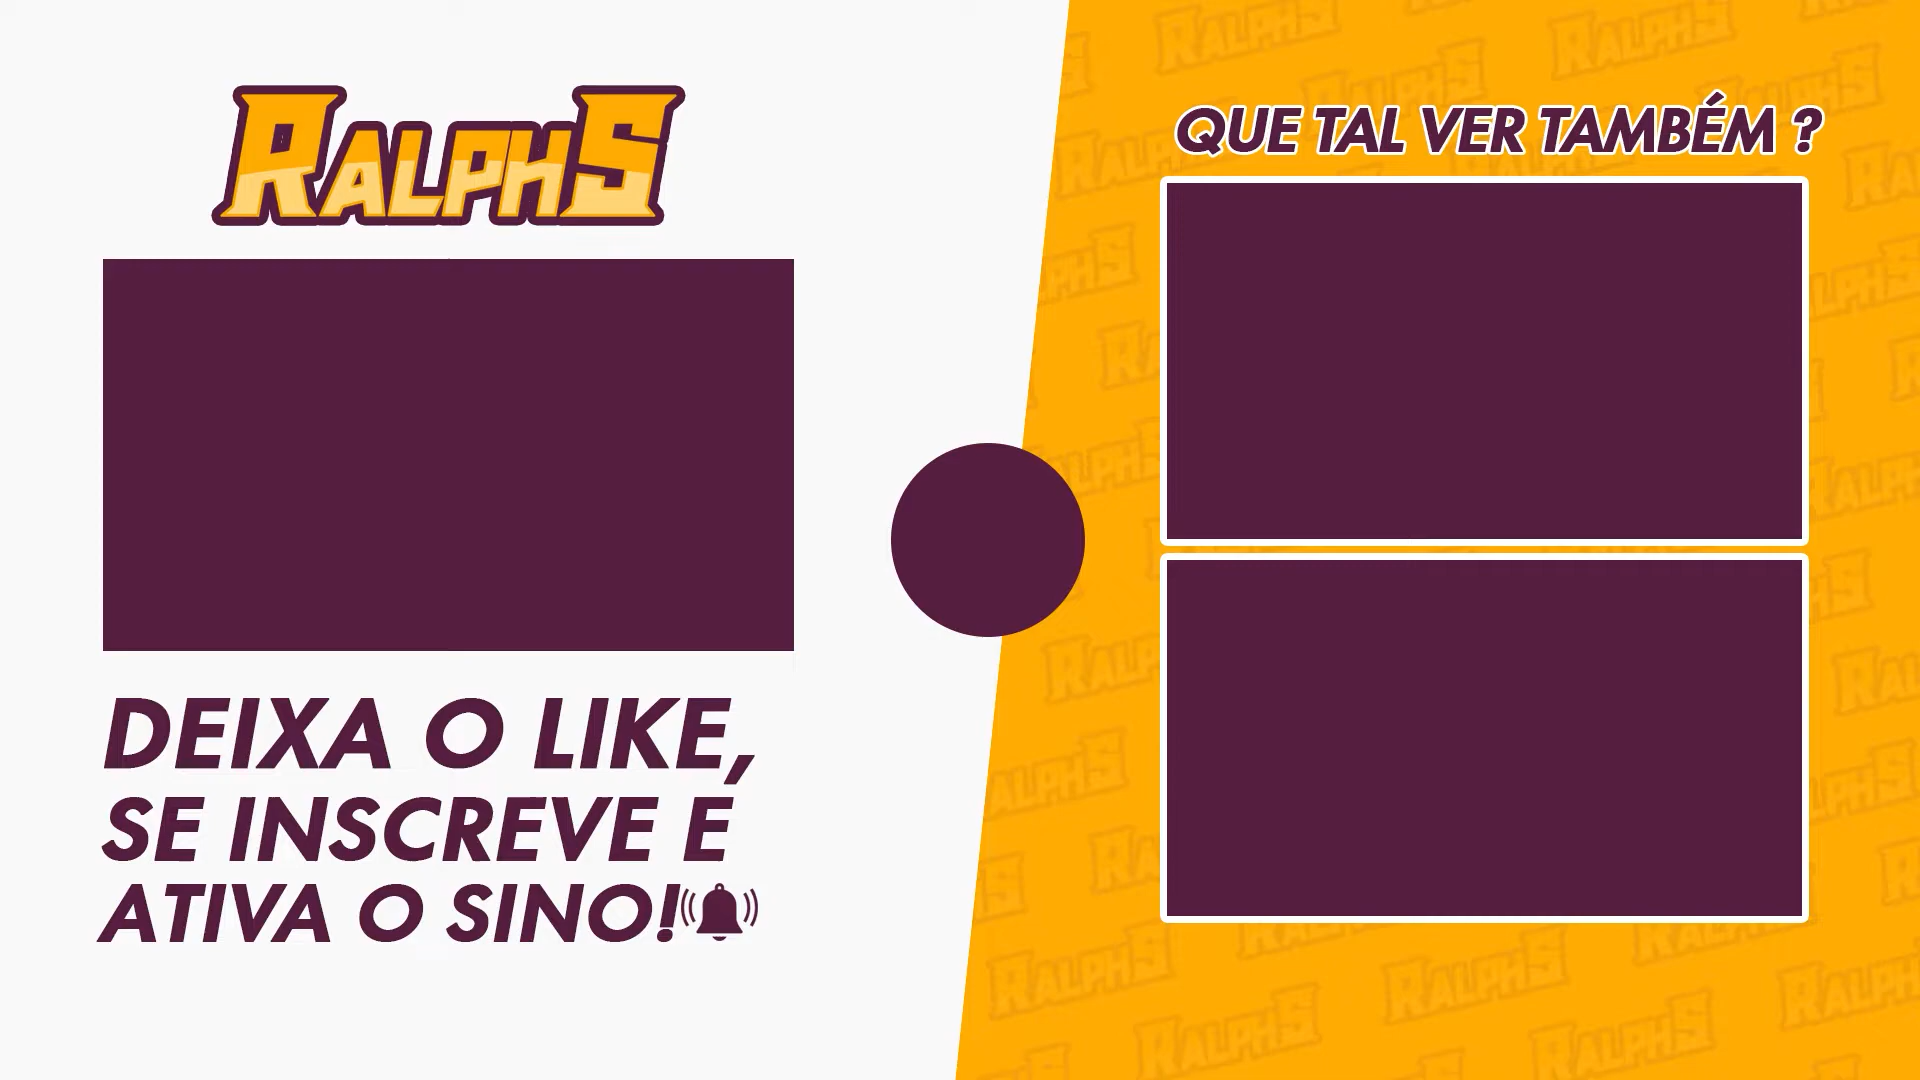 RALPHS
DEIXA O LIKE,
SE INSCREVE E
ATIVA O SINO!
QUE TAL VER TAMBÉM ?